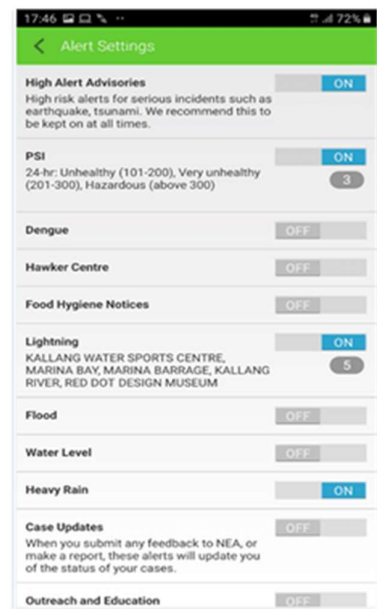 17:46
72%
Alert Settings
High Alert Advisories
ON
High risk alerts for serious incidents such as
earthquake, tsunami. We recommend this to
be kept on at all times.
PSI
ON
24-hr: Unhealthy (101-200), Very unhealthy
3
(201-300), Hazardous (above 300)
Dengue
OFF
Hawker Centre
OFF
Food Hygiene Notices
OFF
Lightning
ON
KALLANG WATER SPORTS CENTRE,
MARINA BAY, MARINA BARRAGE, KALLANG
5
RIVER, RED DOT DESIGN MUSEUM
Flood
OFF
Water Level
OFF
Heavy Rain
ON
Case Updates
OFF
When you submit any feedback to NEA, or
make a report, these alerts will update you
of the status of your cases.
Outreach and Education
OFF